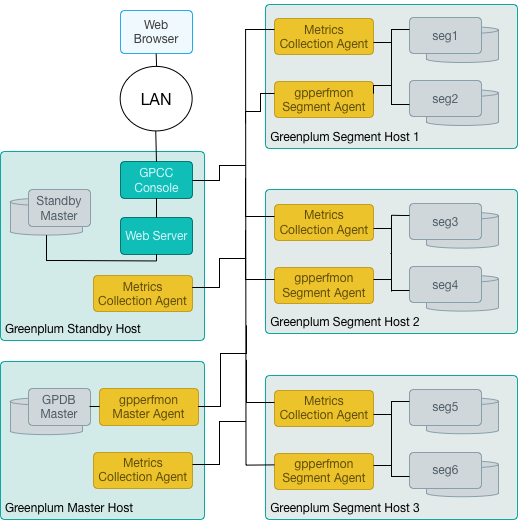 Web
Browser
LAN
GPCC
Console
Standby
Master
Web Server
Metrics
Collection Agent
Greenplum Standby Host
GPDB
Master
gpperfmon
Master Agent
Metrics
Collection Agent
Greenplum Master Host
Metrics
Collection Agent
seg1
gpperfmon
Segment Agent
seg2
Greenplum Segment Host 1
Metrics
Collection Agent
seg3
gpperfmon
Segment Agent
seg4
Greenplum Segment Host 2
Metrics
Collection Agent
seg5
gpperfmon
Segment Agent
seg6
Greenplum Segment Host 3